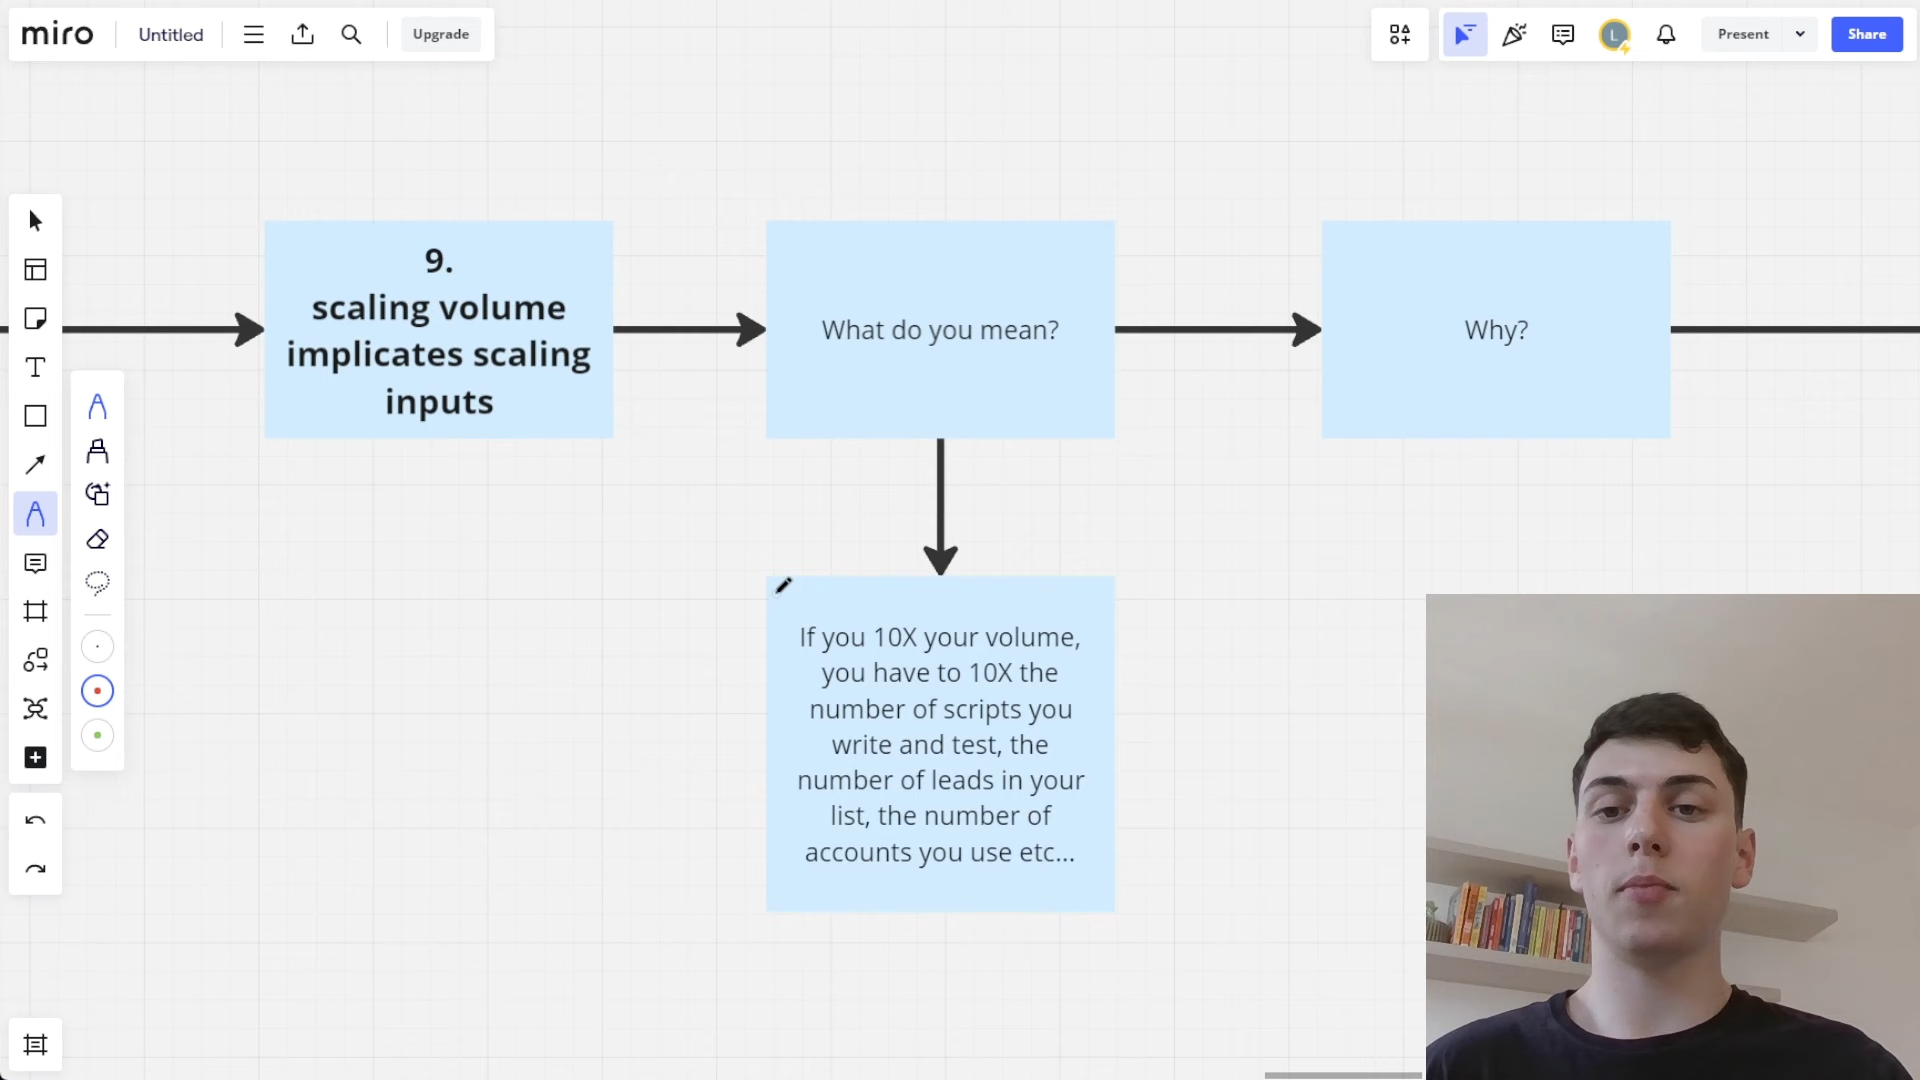 miro
Untitled
Upgrade
L
Present
Share
9.
scaling volume
implicates scaling
inputs
What do you mean?
Why?
If you 10X your volume,
you have to 10X the
number of scripts you
write and test, the
number of leads in your
list, the number of
accounts you use etc...